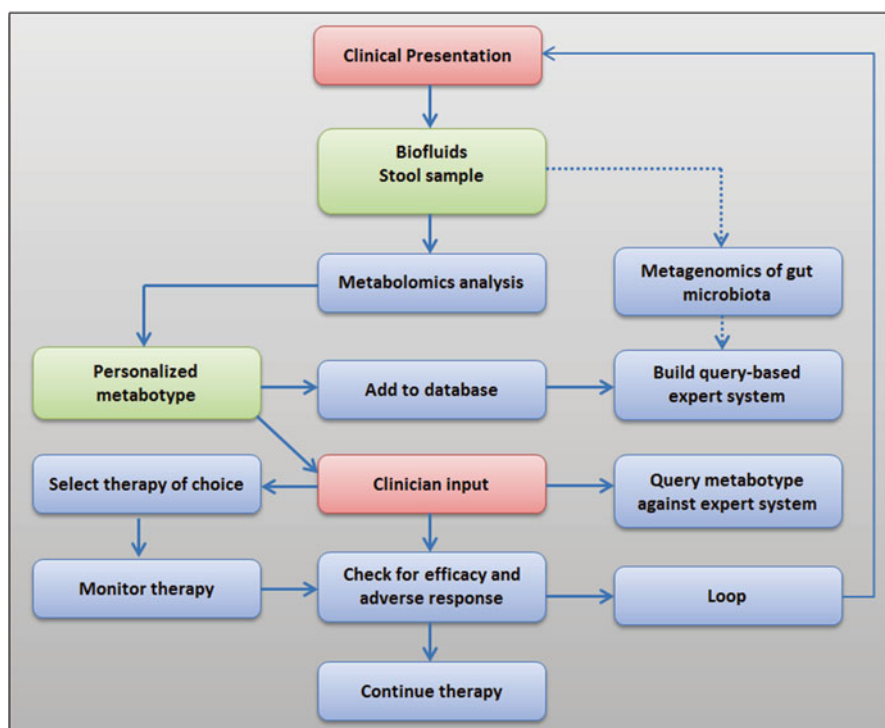 Clinical Presentation
Biofluids
Stool sample
Metabolomics analysis
Metagenomics of gut
microbiota
Personalized
metabotype
Add to database
Build query-based
expert system
Select therapy of choice
Clinician input
Query metabotype
against expert system
Monitor therapy
Check for efficacy and
adverse response
Loop
Continue therapy